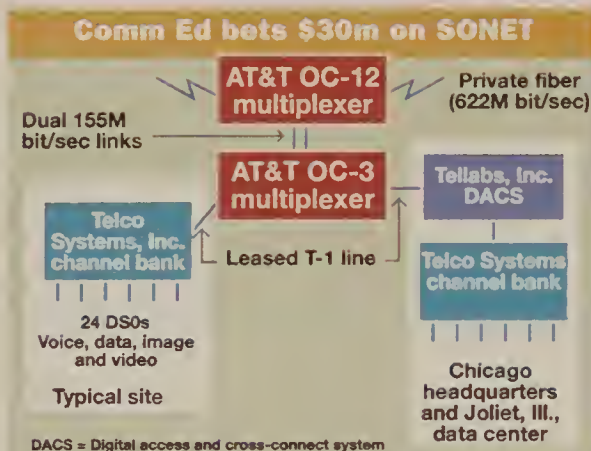 Comm Ed bets $30m on SONET
AT&T OC-12
multiplexer
Private fiber
(622M bit/sec)
Dual 155M
bit/sec links
AT&T OC-3
multiplexer
Tellabs, Inc.
DACS
Telco
Systems, Inc.
channel bank
Leased T-1 line
Telco Systems
channel bank
24 DS0s
Voice, data, image
and video
Typical site
Chicago
headquarters
and Joliet, Ill.,
data center
DACS = Digital access and cross-connect system